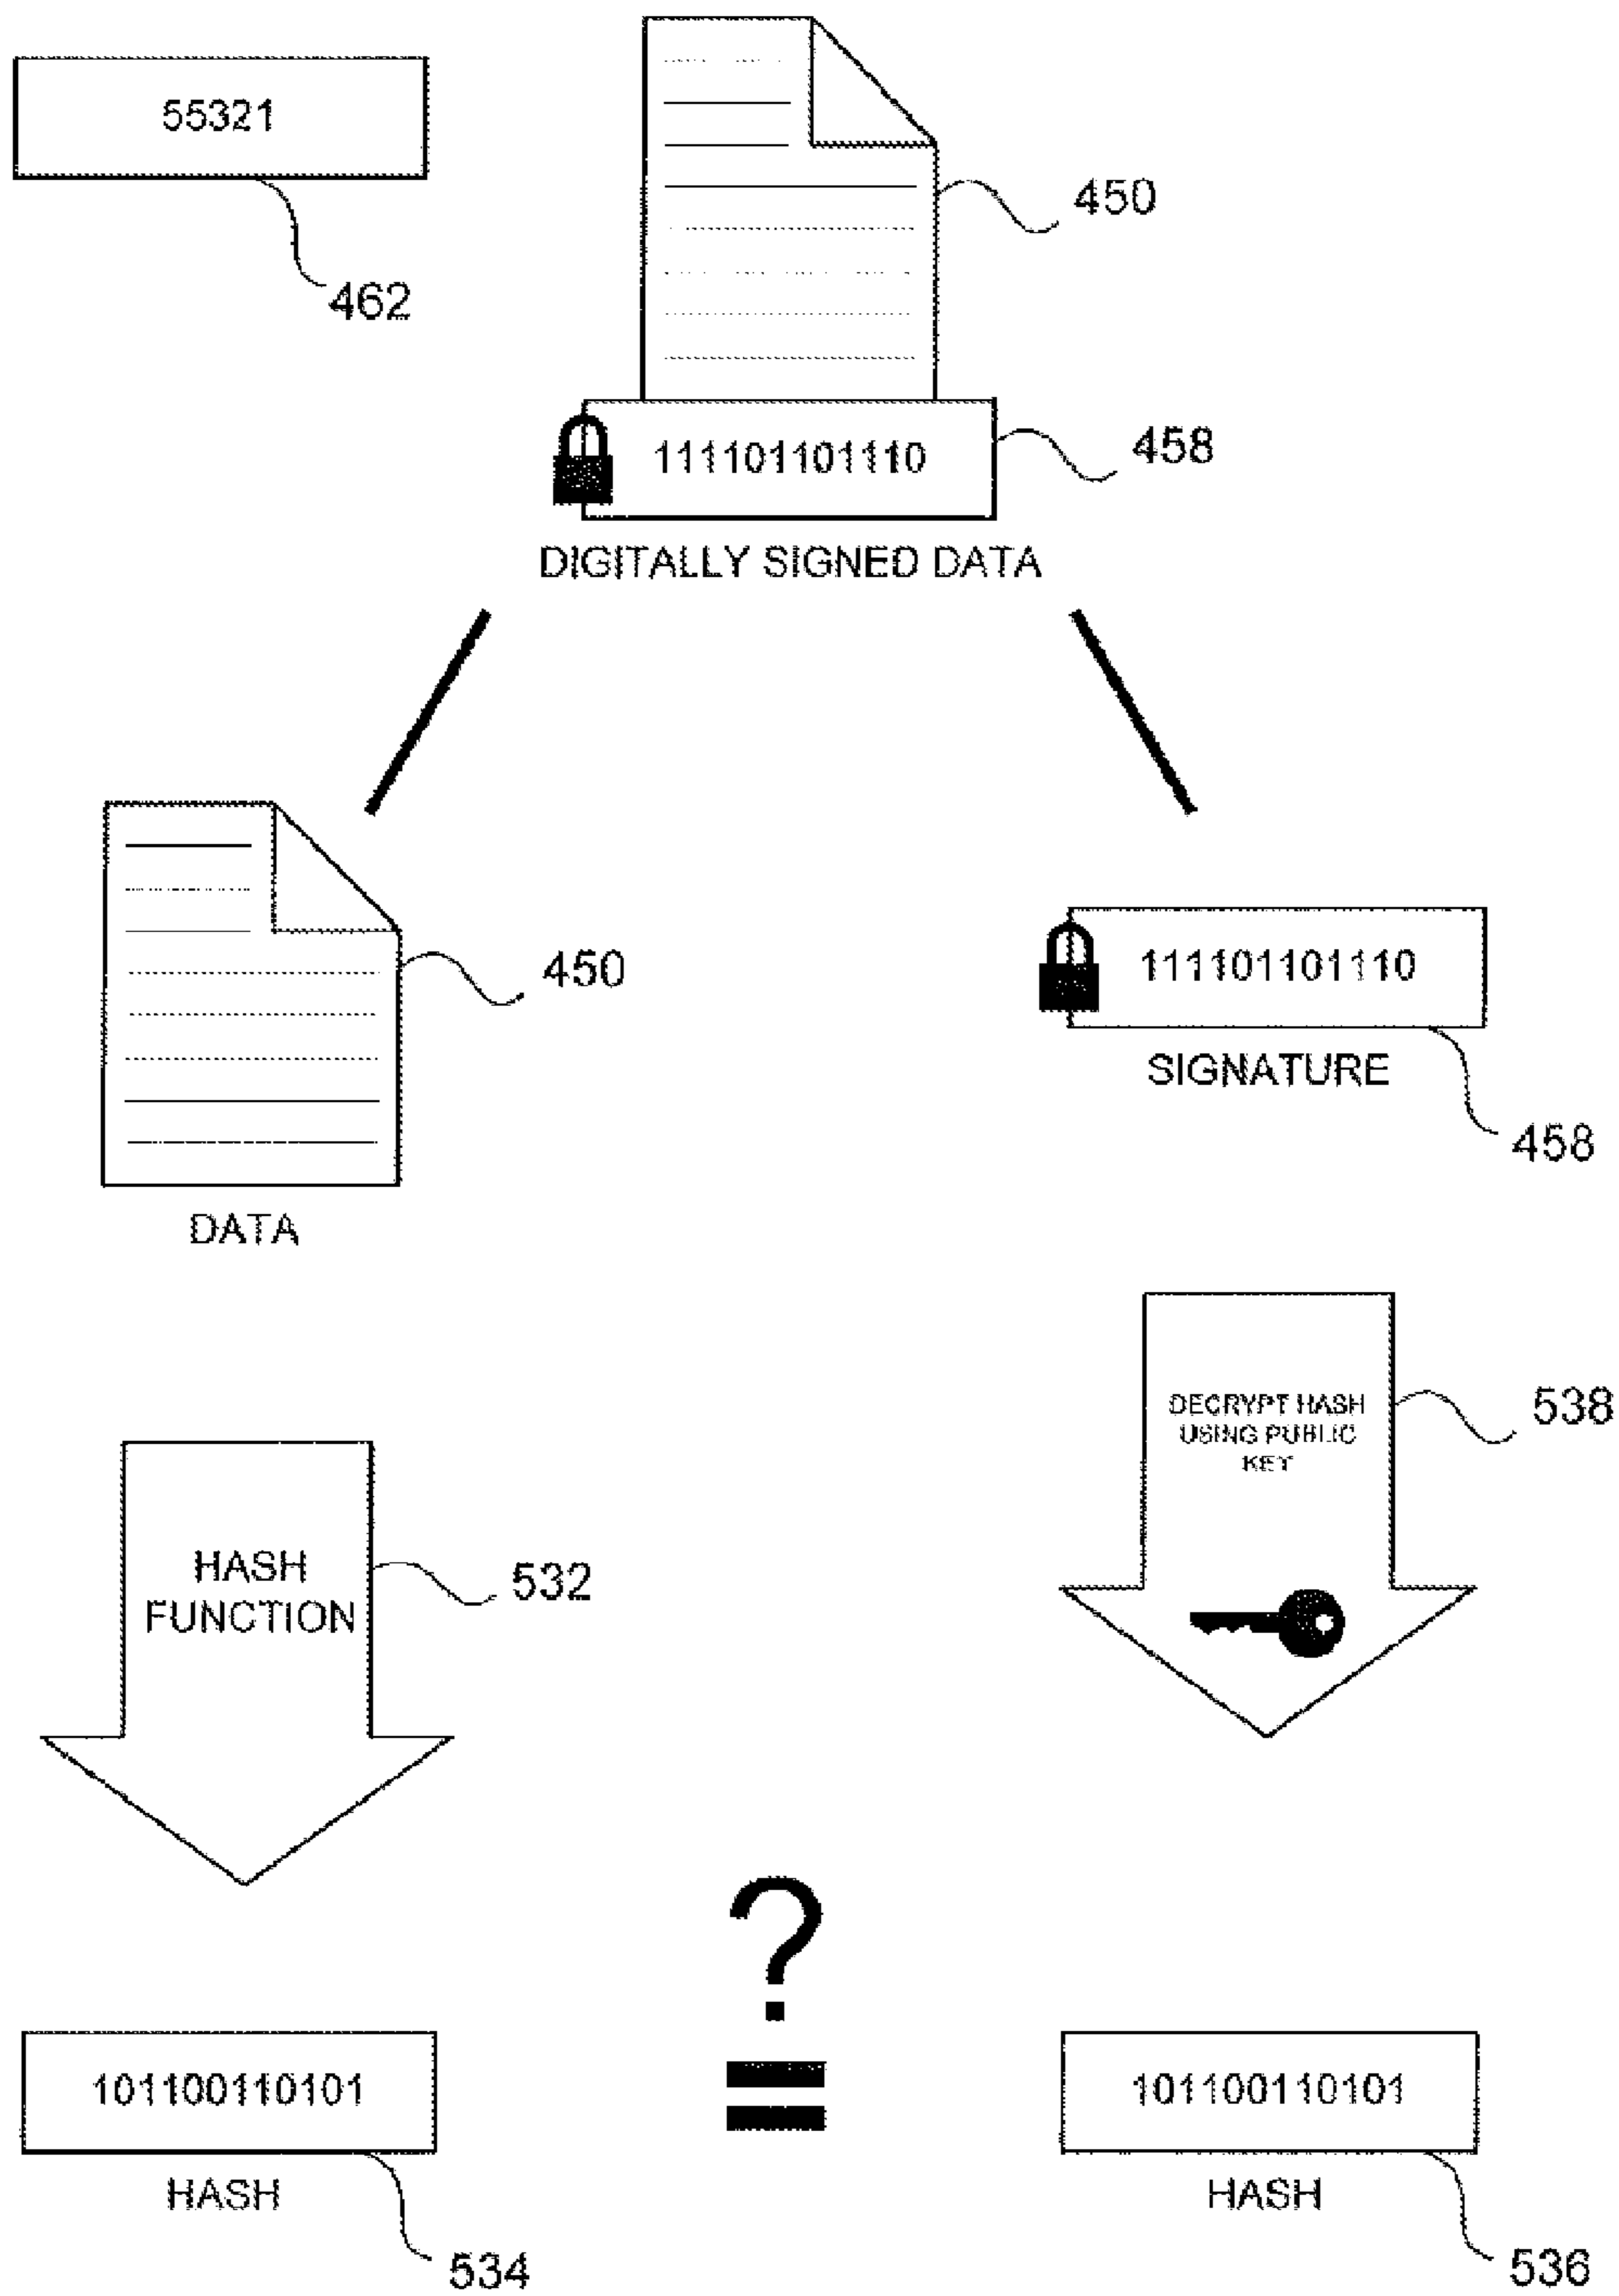 55321
462
450
111101101110
458
DIGITALLY SIGNED DATA
450
DATA
111101101110
SIGNATURE
458
HASH
FUNCTION
532
DECRYPT HASH
USING PUBLIC
KEY
538
?
=
101100110101
HASH
534
101100110101
HASH
536